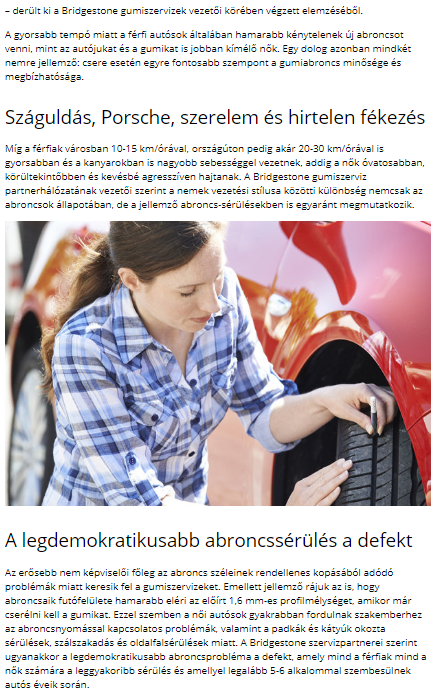 – derült ki a Bridgestone gumiszervizek vezetői körében végzett elemzéséből.
A gyorsabb tempó miatt a férfi autósok általában hamarabb kénytelenek új abroncsot
venni, mint az autójukat és a gumikat is jobban kímélő nők. Egy dolog azonban mindkét
nemre jellemző: csere esetén egyre fontosabb szempont a gumiabroncs minősége és
megbízhatósága.
Száguldás, Porsche, szerelem és hirtelen fékezés
Míg a férfiak városban 10-15 km/órával, országúton pedig akár 20-30 km/órával is
gyorsabban és a kanyarokban is nagyobb sebességgel vezetnek, addig a nők óvatosabban,
körültekintőbben és kevésbé agresszíven hajtanak. A Bridgestone gumiszerviz
partnerhálózatának vezetői szerint a nemek vezetési stílusa közötti különbség nemcsak az
abroncsok állapotában, de a jellemző abroncs-sérülésekben is egyaránt megmutatkozik.
A legdemokratikusabb abroncssérülés a defekt
Az erősebb nem képviselői főleg az abroncs széleinek rendellenes kopásából adódó
problémák miatt keresik fel a gumiszervizeket. Emellett jellemző rájuk az is, hogy
abroncsaik futófelülete hamarabb eléri az előírt 1,6 mm-es profilmélységet, amikor már
cserélni kell a gumikat. Ezzel szemben a női autósok gyakrabban fordulnak szakemberhez
az abroncsnyomással kapcsolatos problémák, valamint a padkák és kátyúk okozta
sérülések, szálszakadás és oldalfalsérülések miatt. A Bridgestone szervizpartnerei szerint
ugyanakkor a legdemokratikusabb abroncsprobléma a defekt, amely mind a férfiak mind a
nők számára a leggyakoribb sérülés és amellyel legalább 5-6 alkalommal szembesülnek
autós éveik során.